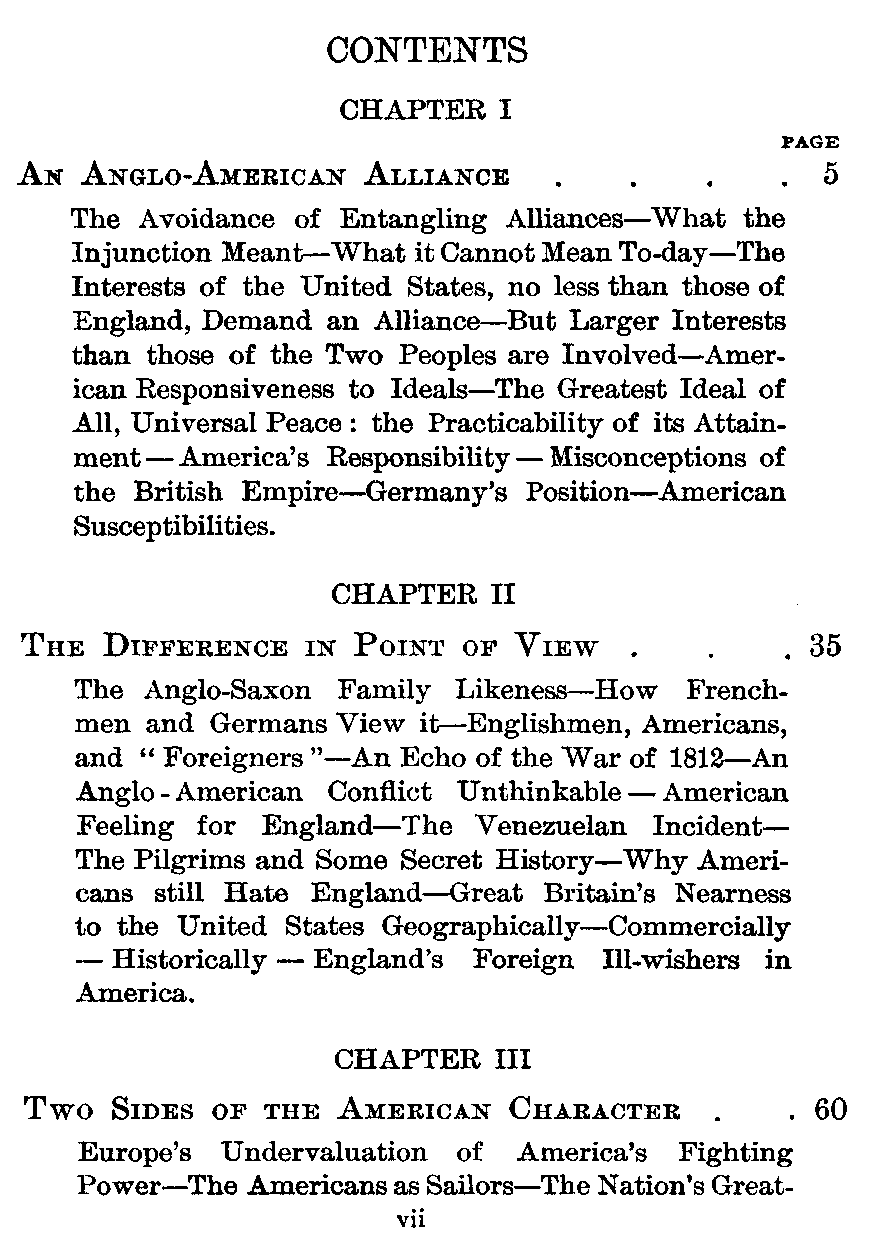 CONTENTS
CHAPTER I
PAGE
An Anglo-American Alliance . . . . 5
The Avoidance of Entangling Alliances—What the
Injunction Meant—What it Cannot Mean To-day—The
Interests of the United States, no less than those of
England, Demand an Alliance—But Larger Interests
than those of the Two Peoples are Involved—Amer-
ican Responsiveness to Ideals—The Greatest Ideal of
All, Universal Peace : the Practicability of its Attain-
ment — America's Responsibility — Misconceptions of
the British Empire—Germany's Position—American
Susceptibilities.
CHAPTER II
The Difference in Point of View . . . 35
The Anglo-Saxon Family Likeness—How French-
men and Germans View it—Englishmen, Americans,
and “ Foreigners ”—An Echo of the War of 1812—An
Anglo - American Conflict Unthinkable — American
Feeling for England—The Venezuelan Incident—
The Pilgrims and Some Secret History—Why Ameri-
cans still Hate England—Great Britain's Nearness
to the United States Geographically—Commercially
— Historically — England's Foreign Ill-wishers in
America.
CHAPTER III
Two Sides of the American Character . . 60
Europe's Undervaluation of America's Fighting
Power—The Americans as Sailors—The Nation's Great-
vii